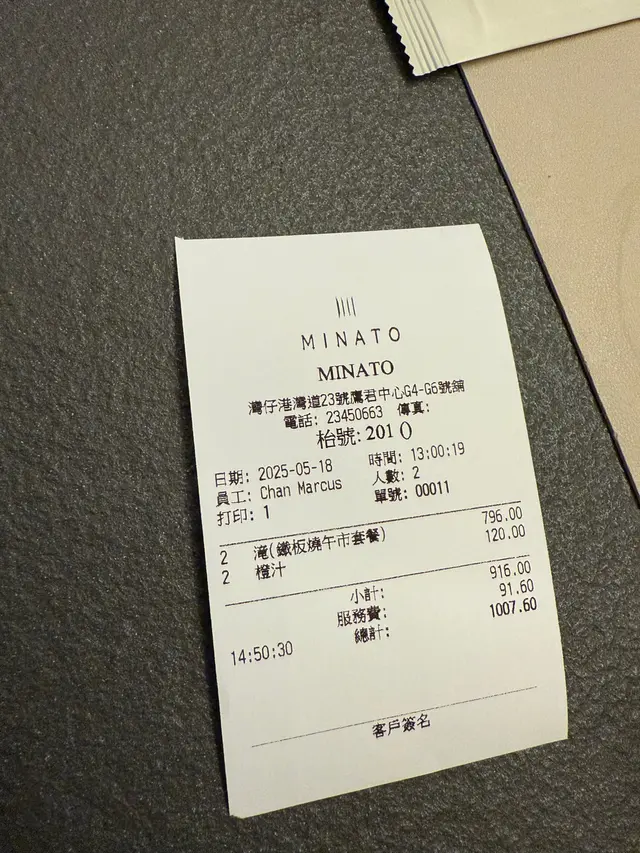 MINATO
MINATO
灣仔港灣道23號鷹君中心G4-G6號舖
電話: 23450663 傳真:
枱號: 201 ()
日期: 2025-05-18 時間: 13:00:19
員工: Chan Marcus 人數: 2
打印: 1 單號: 00011
2 滝(鐵板燒午市套餐) 796.00
2 橙汁 120.00
小計: 916.00
服務費: 91.60
總計: 1007.60
14:50:30
客戶簽名